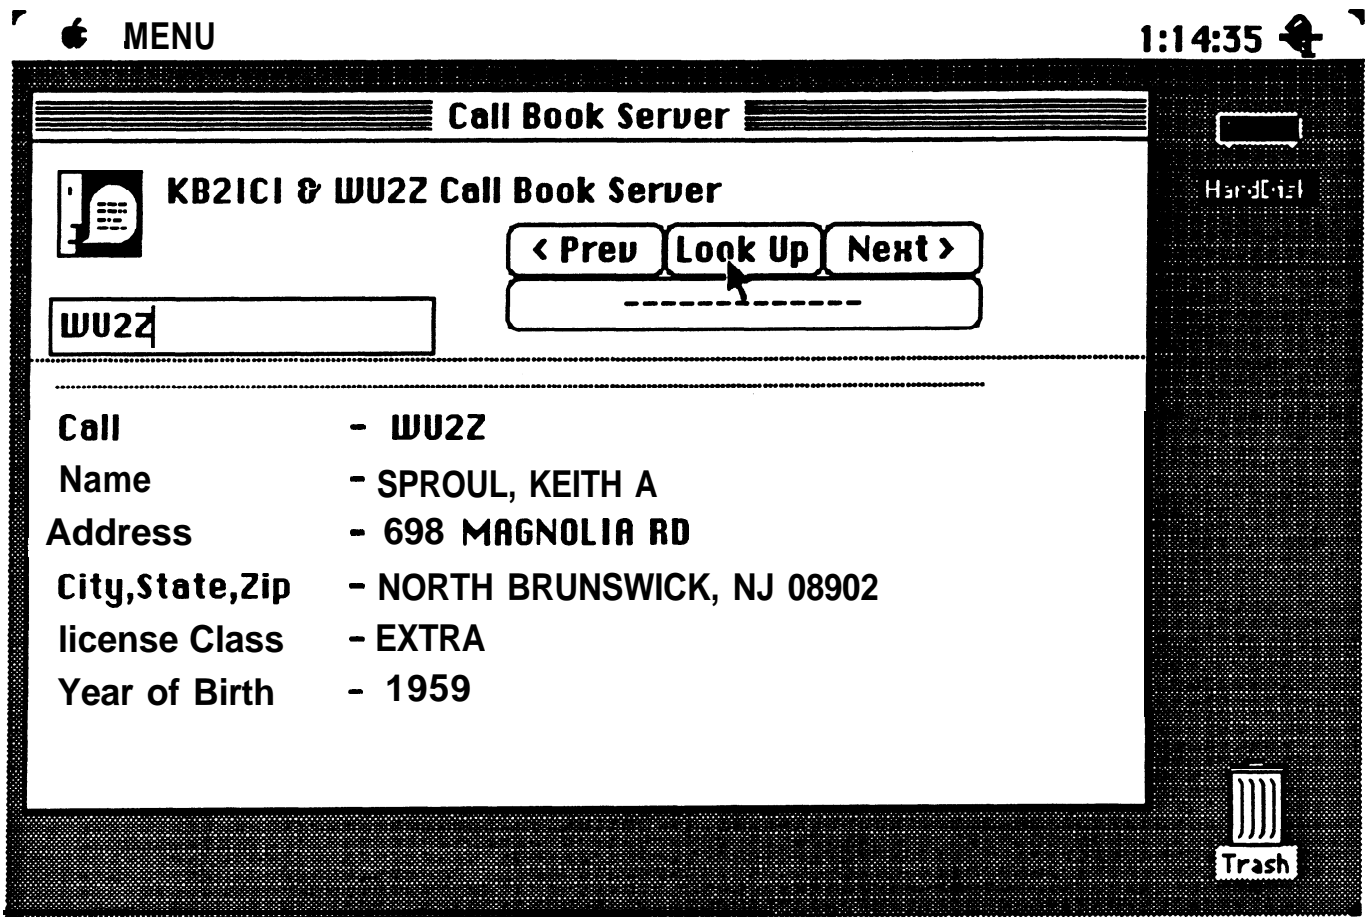 MENU 1:14:35
Call Book Server
HardDisk
KB2ICI & WU2Z Call Book Server
< Prev Look Up Next >
-------------
WU2Z
Call - WU2Z
Name - SPROUL, KEITH A
Address - 698 MAGNOLIA RD
City,State,Zip - NORTH BRUNSWICK, NJ 08902
license Class - EXTRA
Year of Birth - 1959
Trash